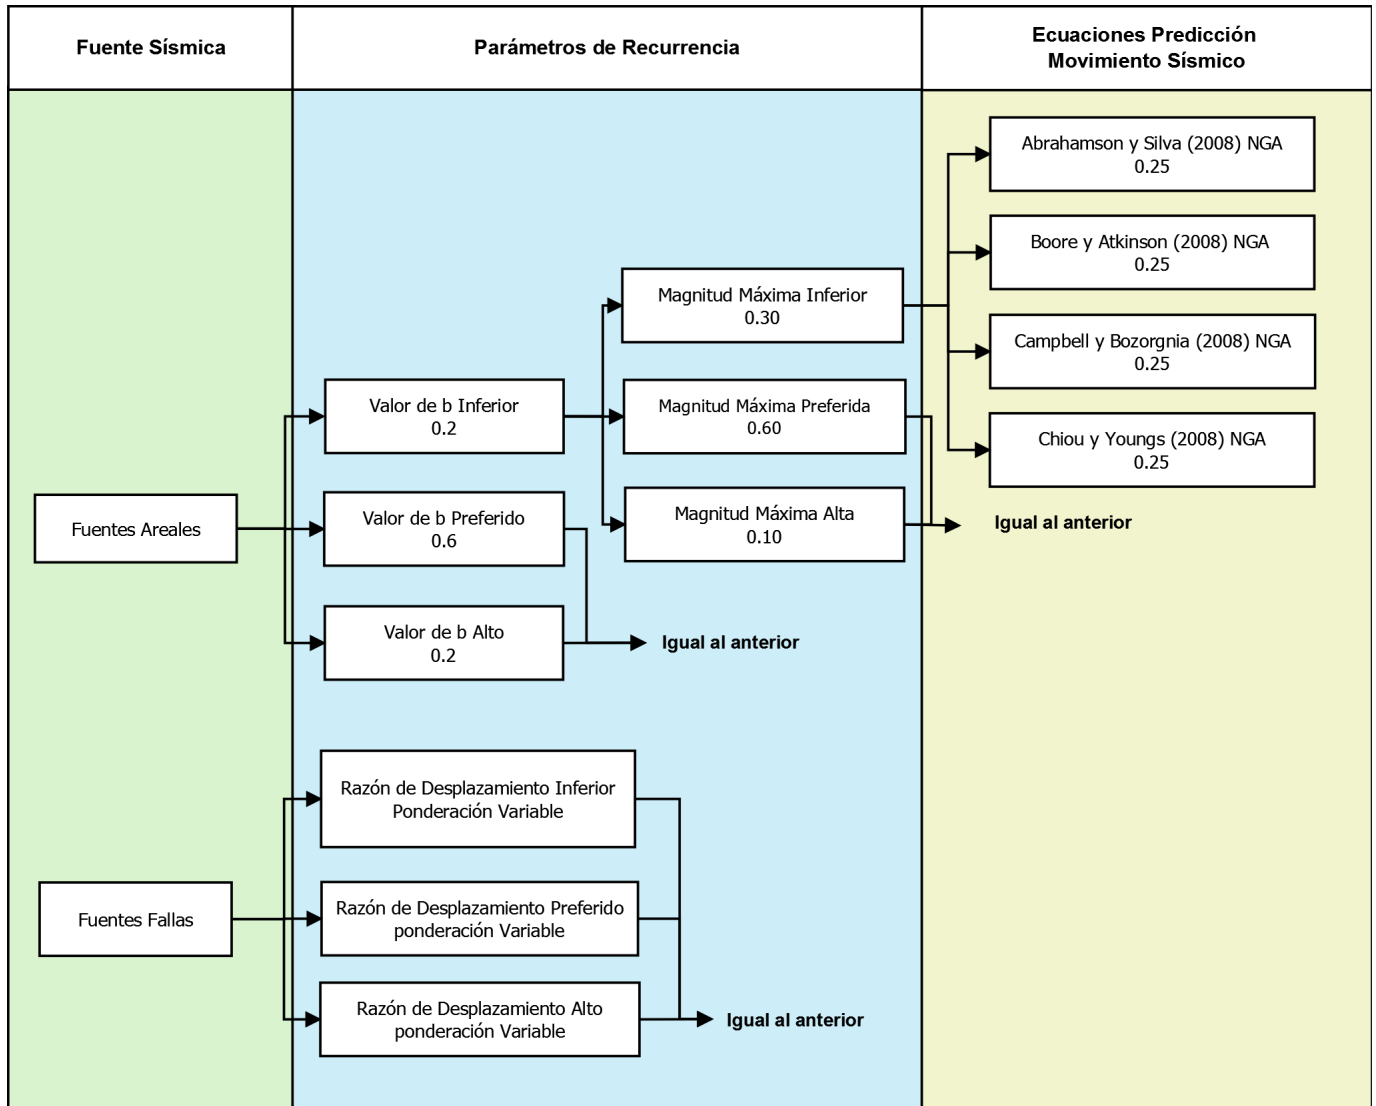 Fuente Sísmica
Parámetros de Recurrencia
Ecuaciones Predicción
Movimiento Sísmico
Abrahamson y Silva (2008) NGA
0.25
Boore y Atkinson (2008) NGA
0.25
Magnitud Máxima Inferior
0.30
Campbell y Bozorgnia (2008) NGA
0.25
Valor de b Inferior
0.2
Magnitud Máxima Preferida
0.60
Chiou y Youngs (2008) NGA
0.25
Fuentes Areales
Valor de b Preferido
0.6
Magnitud Máxima Alta
0.10
Igual al anterior
Valor de b Alto
0.2
Igual al anterior
Razón de Desplazamiento Inferior
Ponderación Variable
Fuentes Fallas
Razón de Desplazamiento Preferido
ponderación Variable
Razón de Desplazamiento Alto
ponderación Variable
Igual al anterior